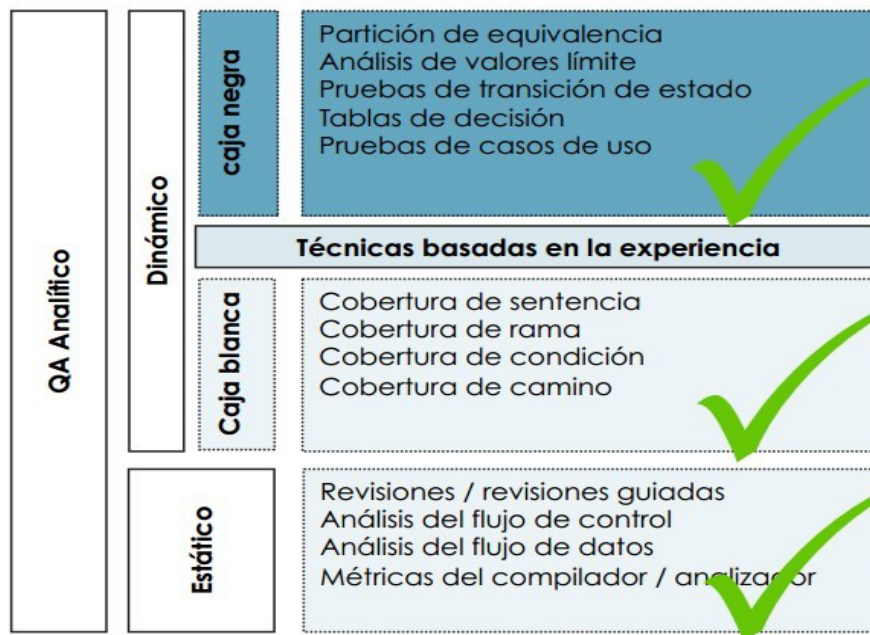 QA Analítico
Dinámico
caja negra
Partición de equivalencia
Análisis de valores límite
Pruebas de transición de estado
Tablas de decisión
Pruebas de casos de uso
Técnicas basadas en la experiencia
Caja blanca
Cobertura de sentencia
Cobertura de rama
Cobertura de condición
Cobertura de camino
Estático
Revisiones / revisiones guiadas
Análisis del flujo de control
Análisis del flujo de datos
Métricas del compilador / analizador